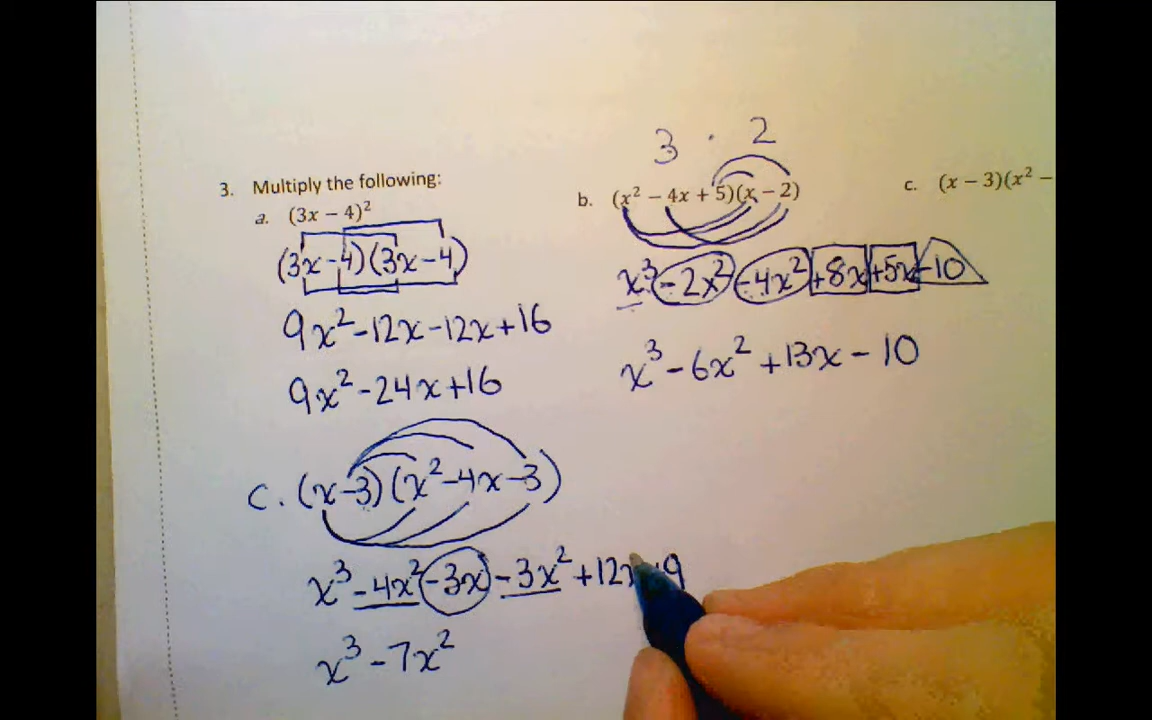 3. Multiply the following:
a. (3x − 4)²
(3x-4)(3x-4)
9x²-12x-12x+16
9x²-24x+16
3 · 2
b. (x² − 4x + 5)(x − 2)
x³-2x²-4x²+8x+5x-10
x³-6x²+13x-10
c. (x − 3)(x² −
c. (x-3)(x²-4x-3)
x³-4x²-3x-3x²+12x 9
x³-7x²